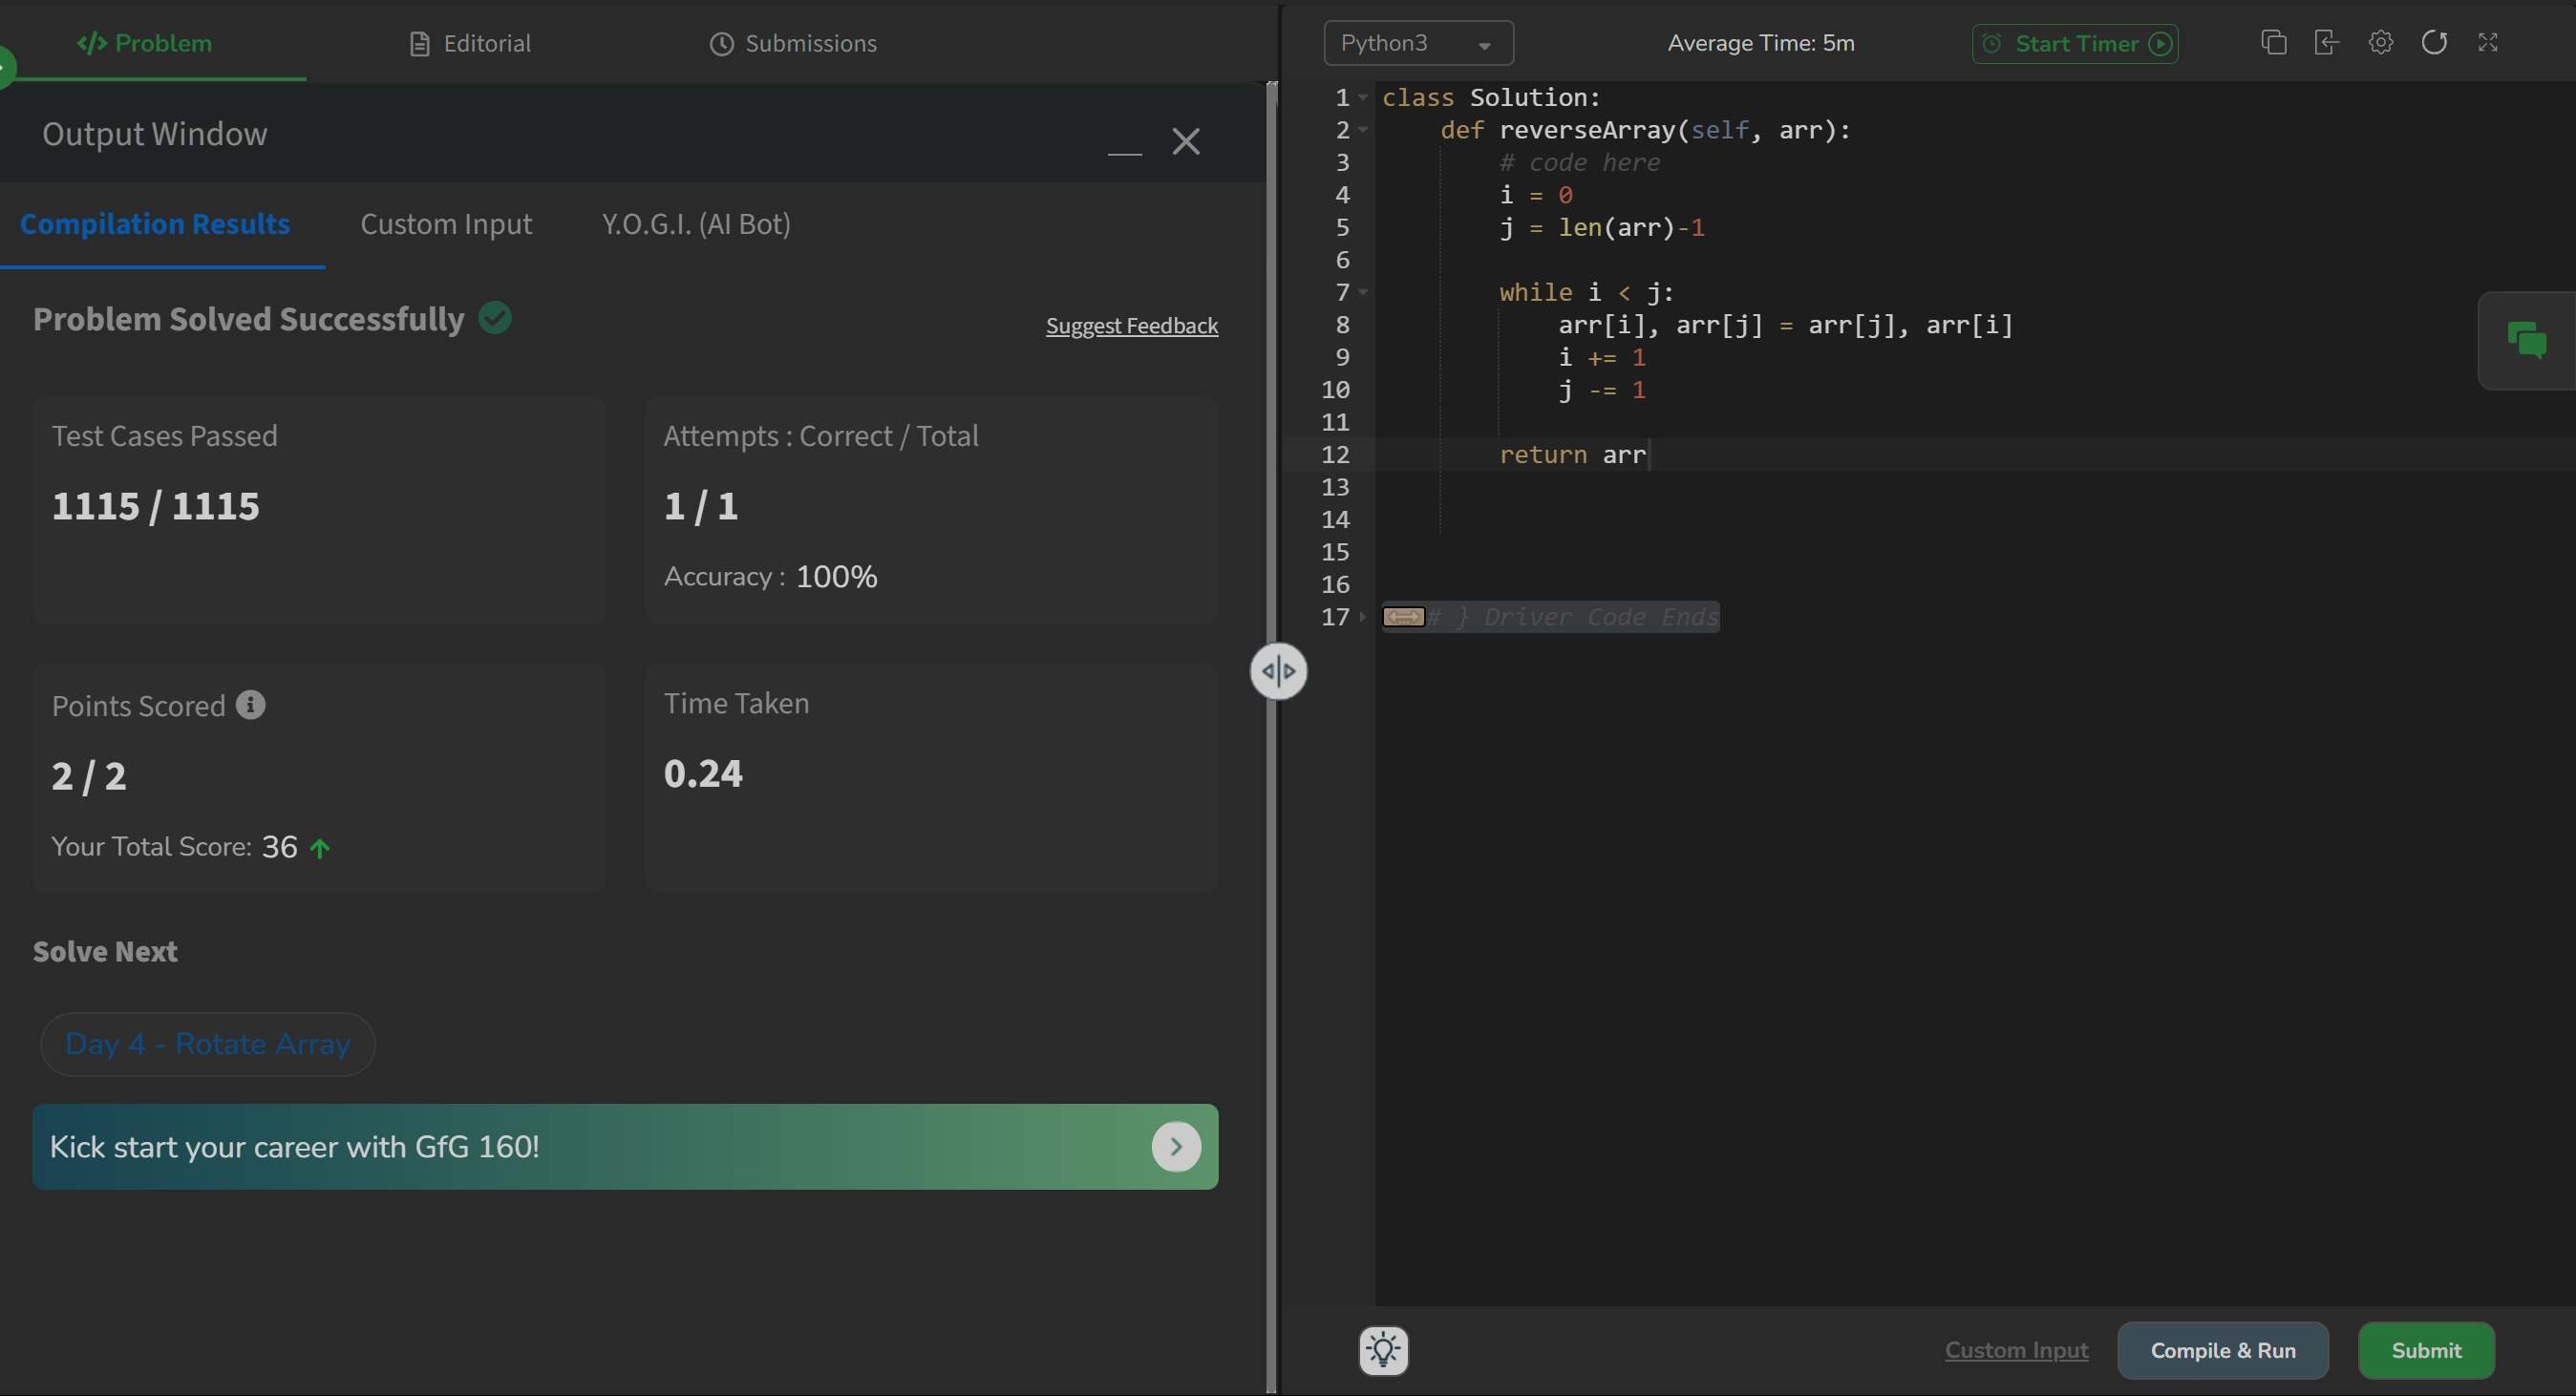 </> Problem
Editorial
Submissions
Output Window
Compilation Results
Custom Input
Y.O.G.I. (AI Bot)
Problem Solved Successfully
Suggest Feedback
Test Cases Passed
1115 / 1115
Attempts : Correct / Total
1 / 1
Accuracy : 100%
Points Scored
2 / 2
Your Total Score: 36
Time Taken
0.24
Solve Next
Day 4 - Rotate Array
Kick start your career with GfG 160!
Python3
Average Time: 5m
Start Timer
1 class Solution:
2     def reverseArray(self, arr):
3         # code here
4         i = 0
5         j = len(arr)-1
6
7         while i < j:
8             arr[i], arr[j] = arr[j], arr[i]
9             i += 1
10             j -= 1
11
12         return arr
13
14
15
16
17 # } Driver Code Ends
Custom Input
Compile & Run
Submit